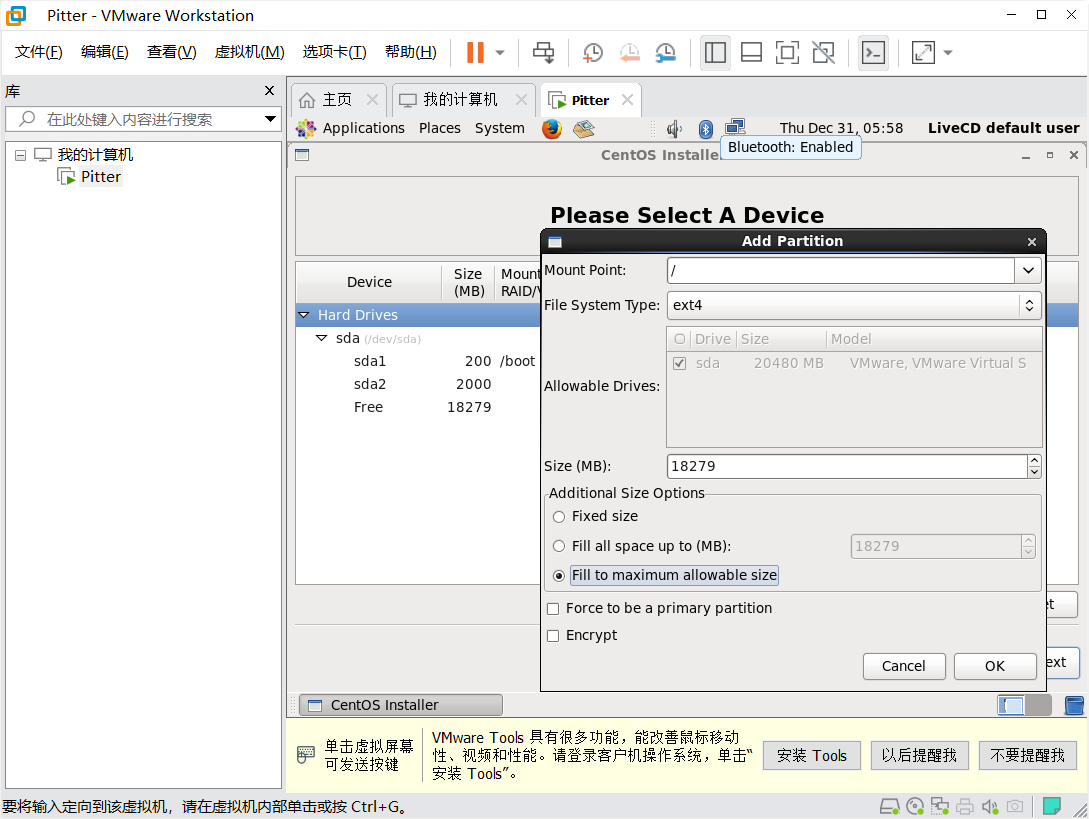 Pitter - VMware Workstation
文件(F) 编辑(E) 查看(V) 虚拟机(M) 选项卡(T) 帮助(H)
库
在此处键入内容进行搜索
我的计算机
Pitter
主页 我的计算机 Pitter
Applications Places System Thu Dec 31, 05:58 LiveCD default user
Bluetooth: Enabled
CentOS Installe
Please Select A Device
Device Size (MB) Mount
RAID/
Hard Drives
sda (/dev/sda)
sda1 200 /boot
sda2 2000
Free 18279
Add Partition
Mount Point: /
File System Type: ext4
Allowable Drives:
Drive Size Model
sda 20480 MB VMware, VMware Virtual S
Size (MB): 18279
Additional Size Options
Fixed size
Fill all space up to (MB): 18279
Fill to maximum allowable size
Force to be a primary partition
Encrypt
Cancel OK
et
ext
CentOS Installer
单击虚拟屏幕
可发送按键
VMware Tools 具有很多功能，能改善鼠标移动
性、视频和性能。请登录客户机操作系统，单击“
安装 Tools”。
安装 Tools 以后提醒我 不要提醒我
要将输入定向到该虚拟机，请在虚拟机内部单击或按 Ctrl+G。